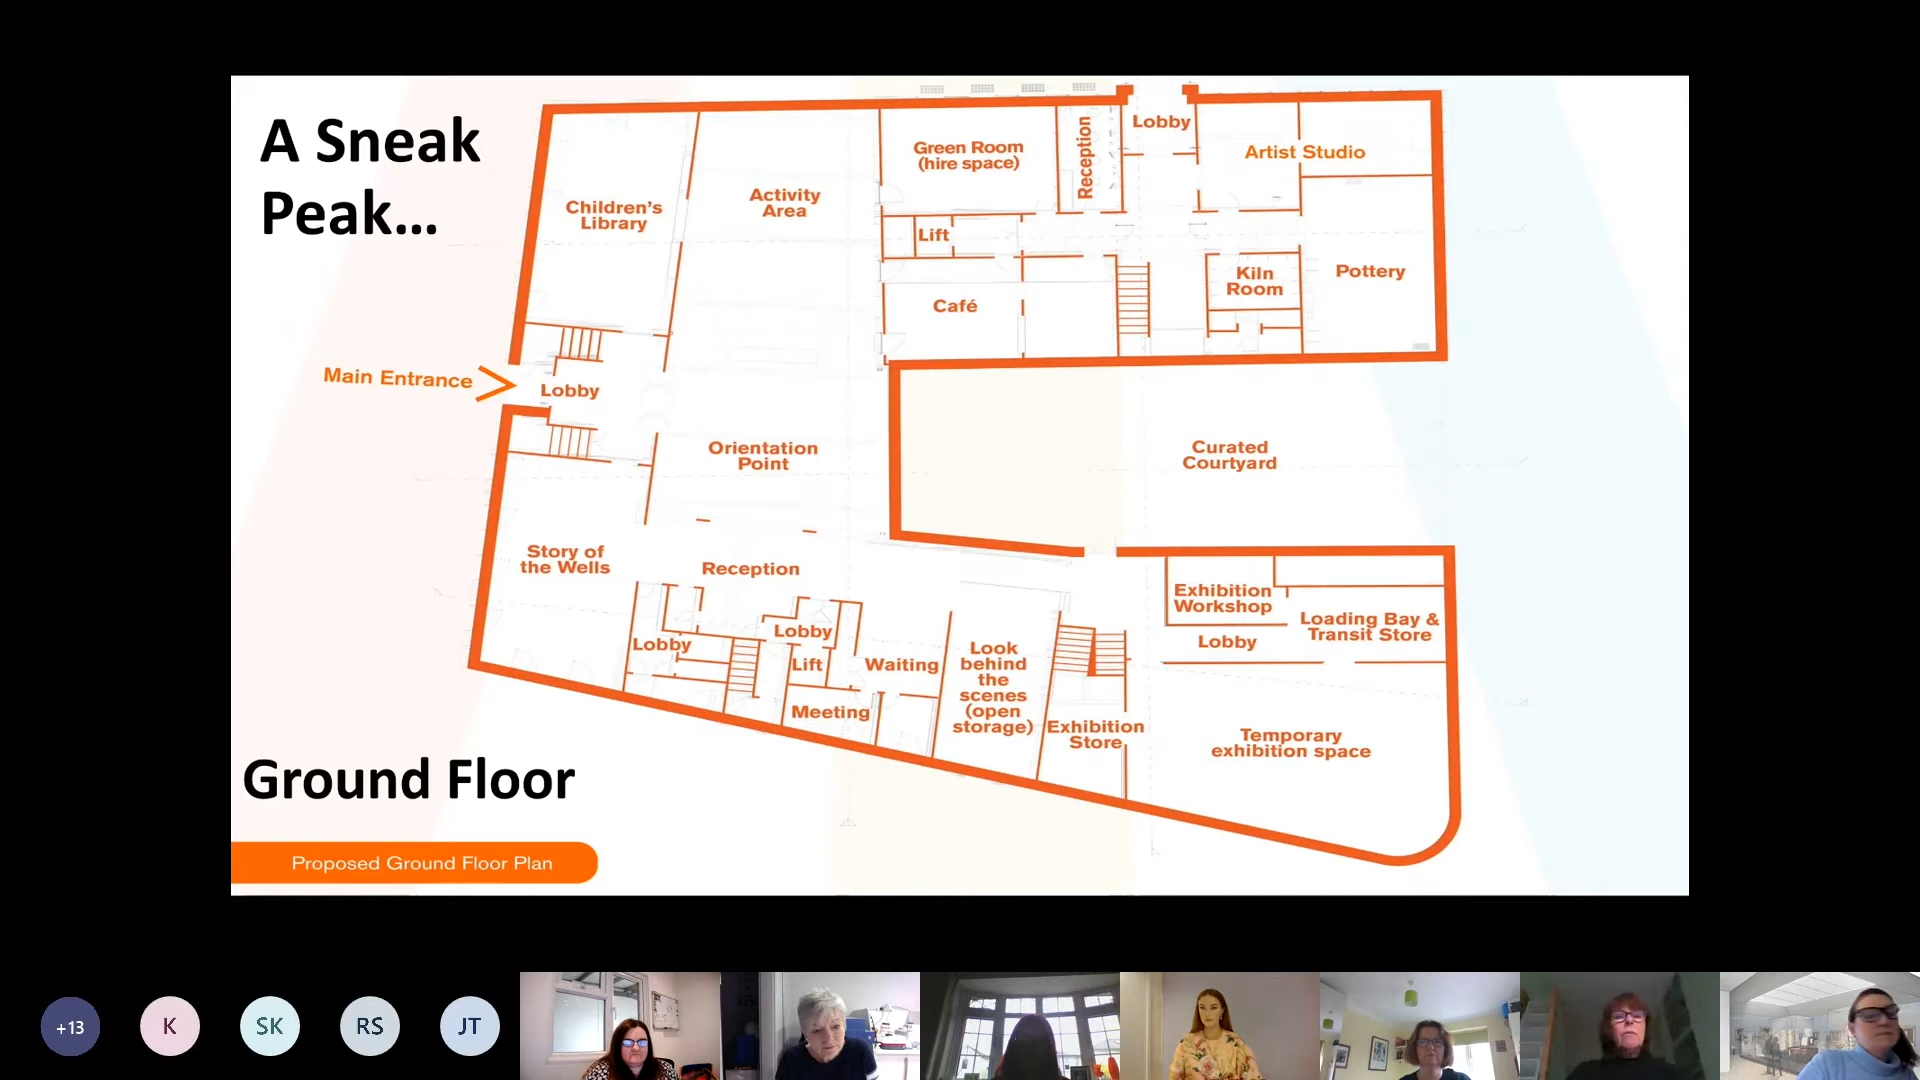 A Sneak
Peak...
Green Room
(hire space)
Reception
Lobby
Artist Studio
Children's
Library
Activity
Area
Lift
Café
Kiln
Room
Pottery
Main Entrance
Lobby
Orientation
Point
Curated
Courtyard
Story of
the Wells
Reception
Lobby
Lobby
Lift
Waiting
Meeting
Look
behind
the
scenes
(open
storage)
Exhibition
Store
Exhibition
Workshop
Lobby
Loading Bay &
Transit Store
Temporary
exhibition space
Ground Floor
Proposed Ground Floor Plan
+13
K
SK
RS
JT